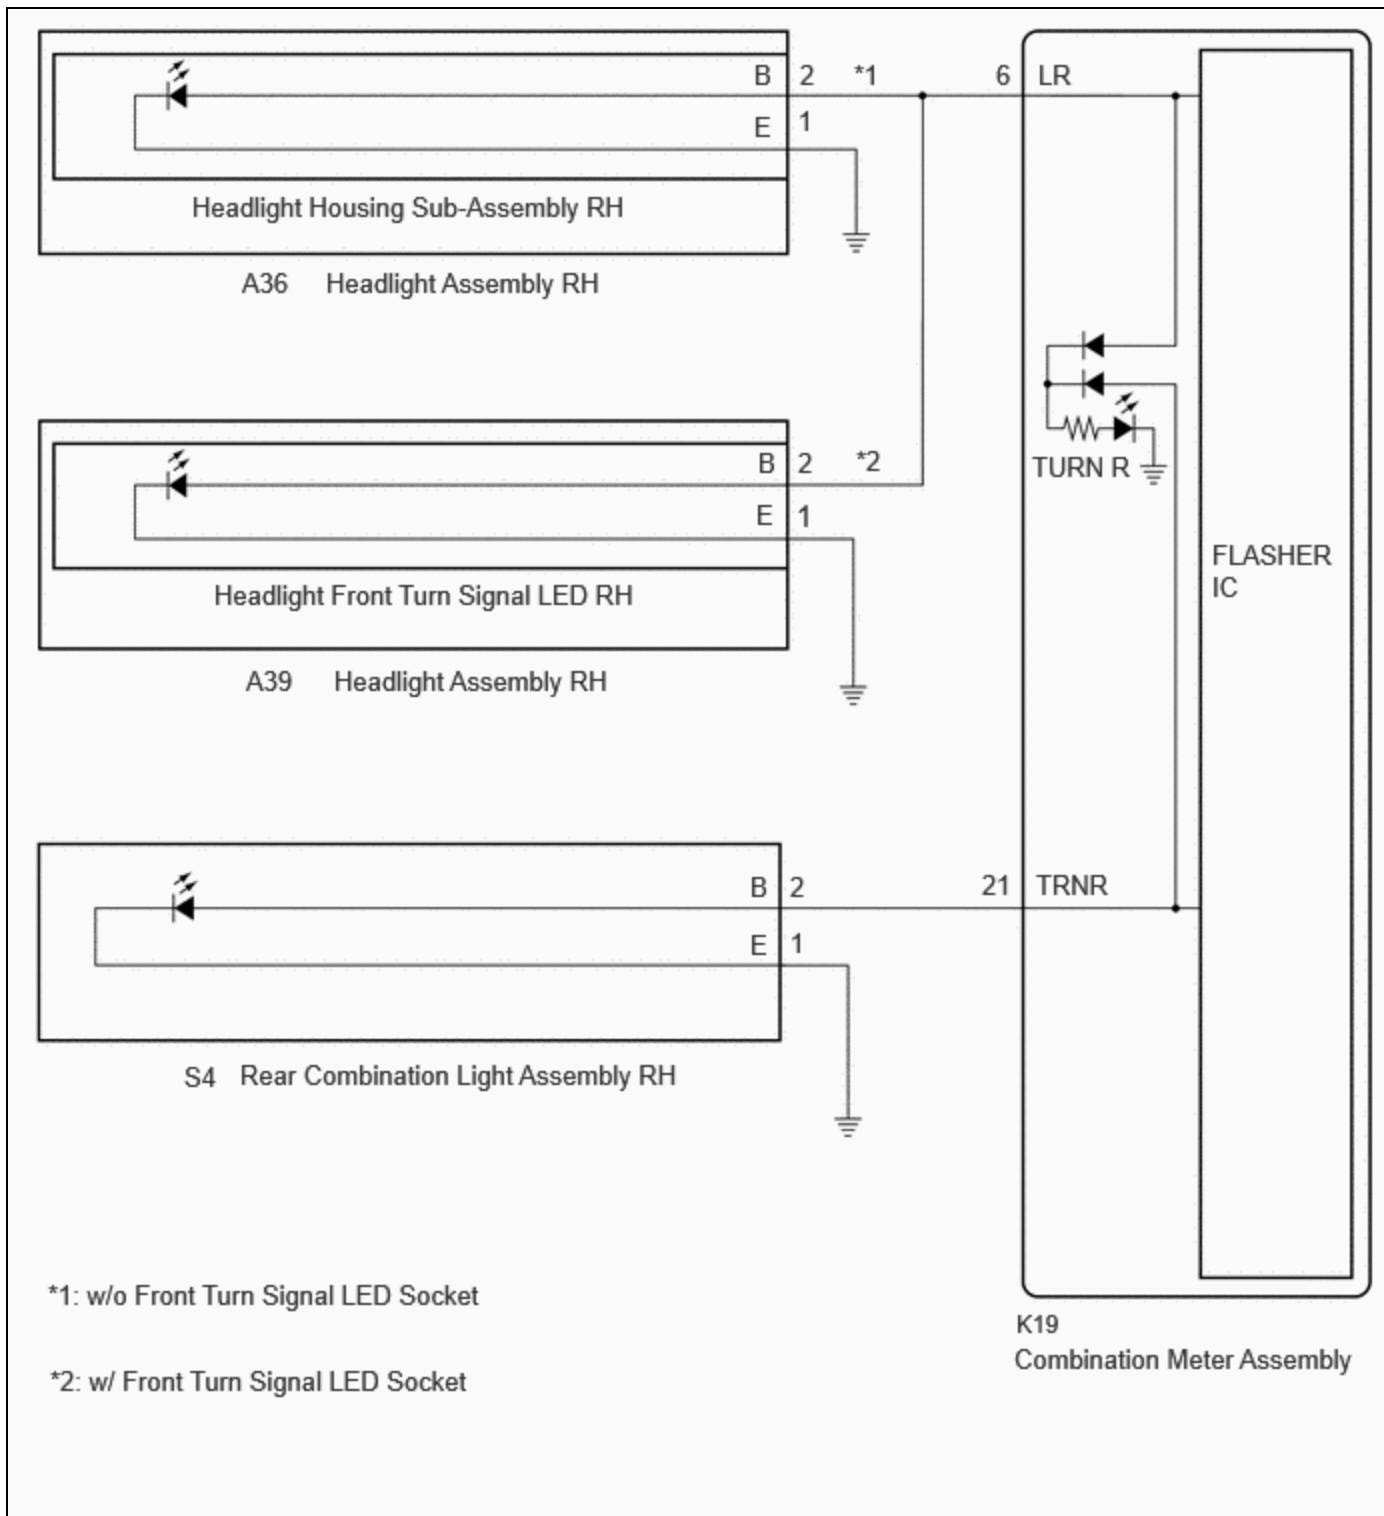 B 2 *1 6 LR
E 1
Headlight Housing Sub-Assembly RH
A36 Headlight Assembly RH
B 2 *2
TURN R
E 1
FLASHER
IC
Headlight Front Turn Signal LED RH
A39 Headlight Assembly RH
B 2 21 TRNR
E 1
S4 Rear Combination Light Assembly RH
*1: w/o Front Turn Signal LED Socket
K19
Combination Meter Assembly
*2: w/ Front Turn Signal LED Socket